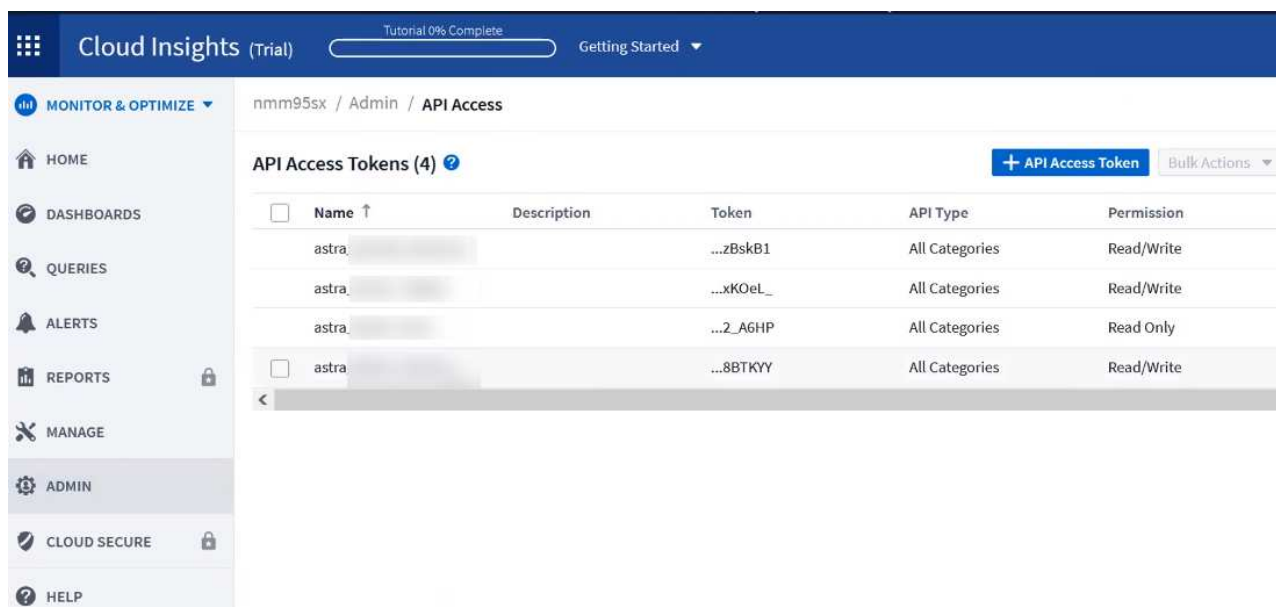 Cloud Insights (Trial)
Tutorial 0% Complete
Getting Started
MONITOR & OPTIMIZE
HOME
DASHBOARDS
QUERIES
ALERTS
REPORTS
MANAGE
ADMIN
CLOUD SECURE
HELP
nmm95sx / Admin / API Access
API Access Tokens (4)
+ API Access Token
Bulk Actions
Name ↑ Description Token API Type Permission
astra_ ...zBskB1 All Categories Read/Write
astra_ ...xKOeL_ All Categories Read/Write
astra_ ...2_A6HP All Categories Read Only
astra ...8BTKYY All Categories Read/Write